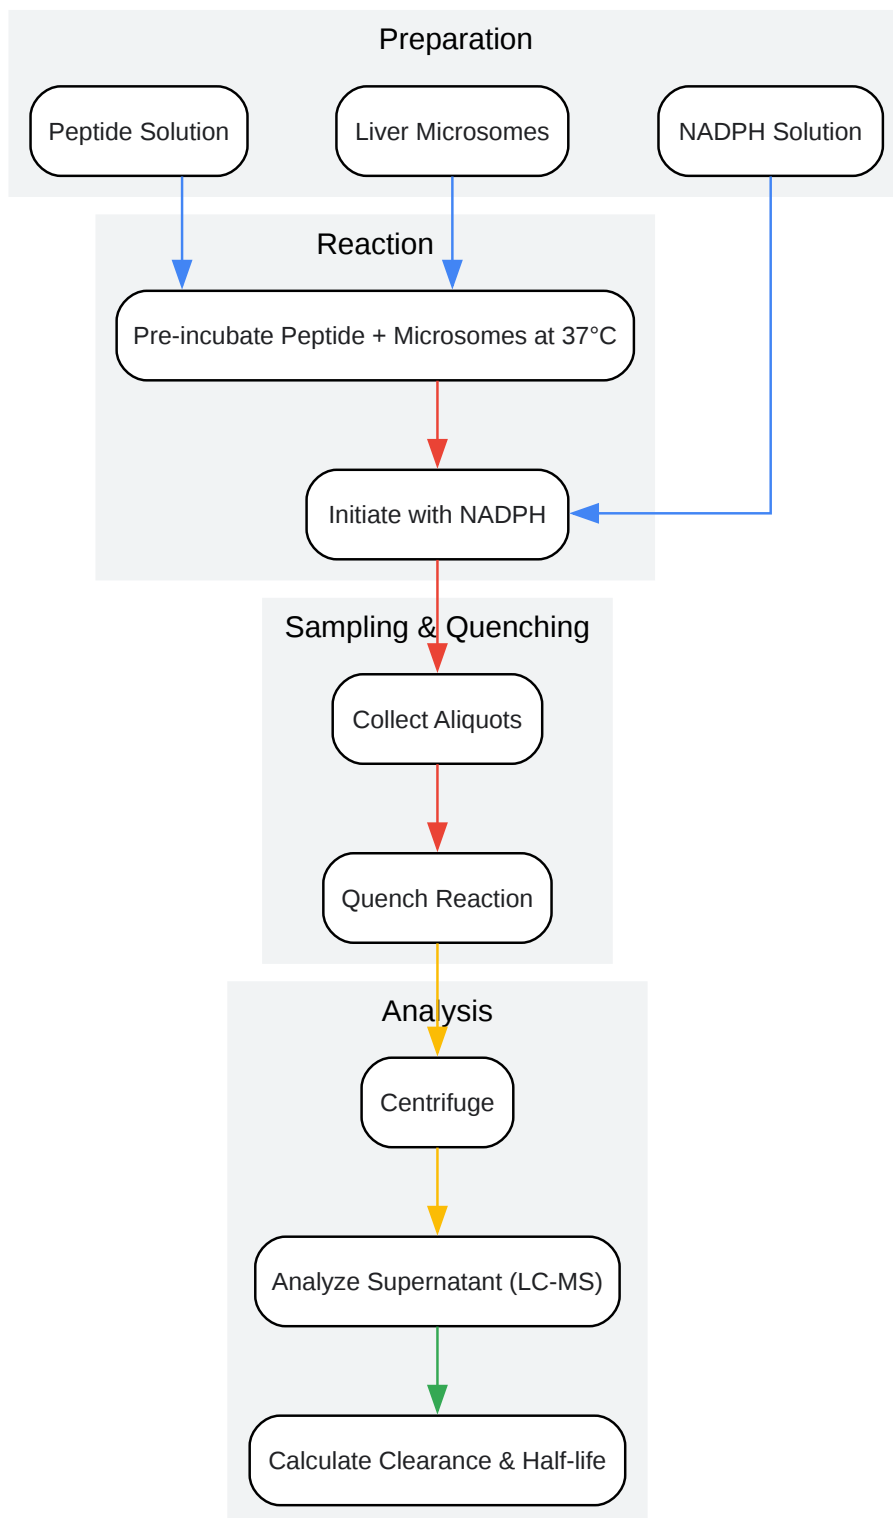 Preparation
Peptide Solution
Liver Microsomes
NADPH Solution
Reaction
Pre-incubate Peptide + Microsomes at 37°C
Initiate with NADPH
Sampling & Quenching
Collect Aliquots
Quench Reaction
Analysis
Centrifuge
Analyze Supernatant (LC-MS)
Calculate Clearance & Half-life